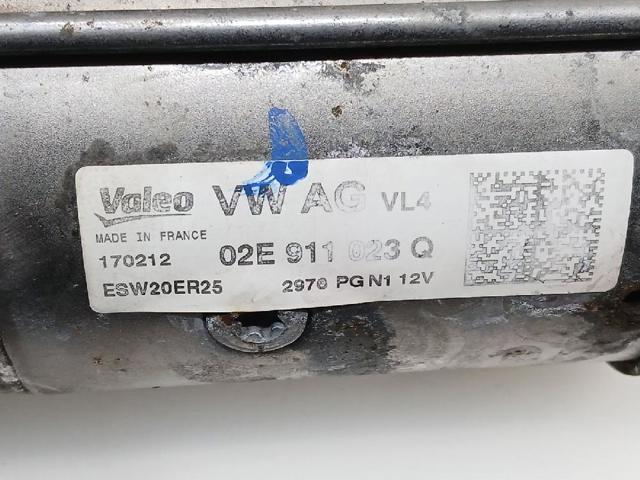 Valeo VW AG VL4
MADE IN FRANCE
170212 02E 911 023 Q
ESW20ER25 2970 PG N1 12V